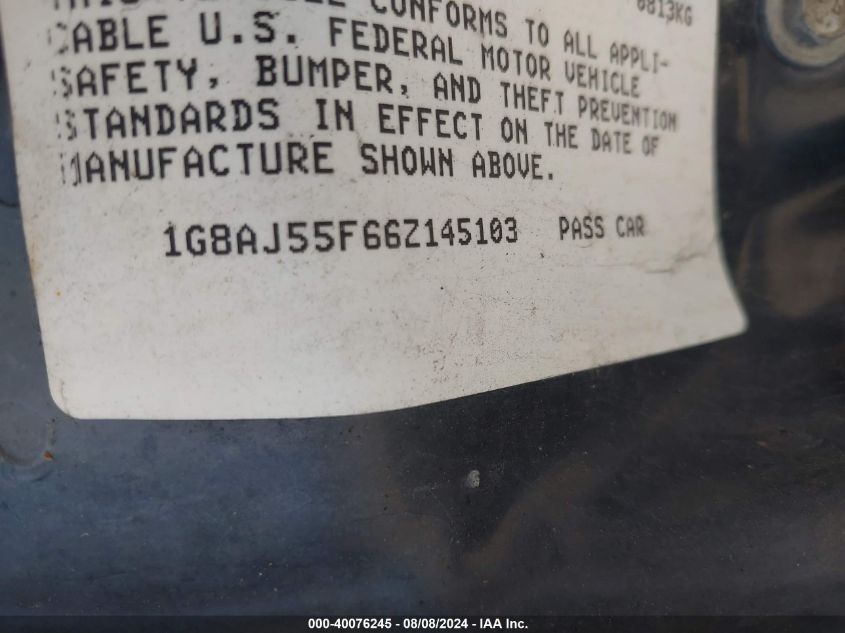 CONFORMS TO ALL APPLI-
CABLE U.S. FEDERAL MOTOR VEHICLE
SAFETY, BUMPER, AND THEFT PREVENTION
STANDARDS IN EFFECT ON THE DATE OF
MANUFACTURE SHOWN ABOVE.
1G8AJ55F66Z145103 PASS CAR
000-40076245 - 08/08/2024 - IAA Inc.